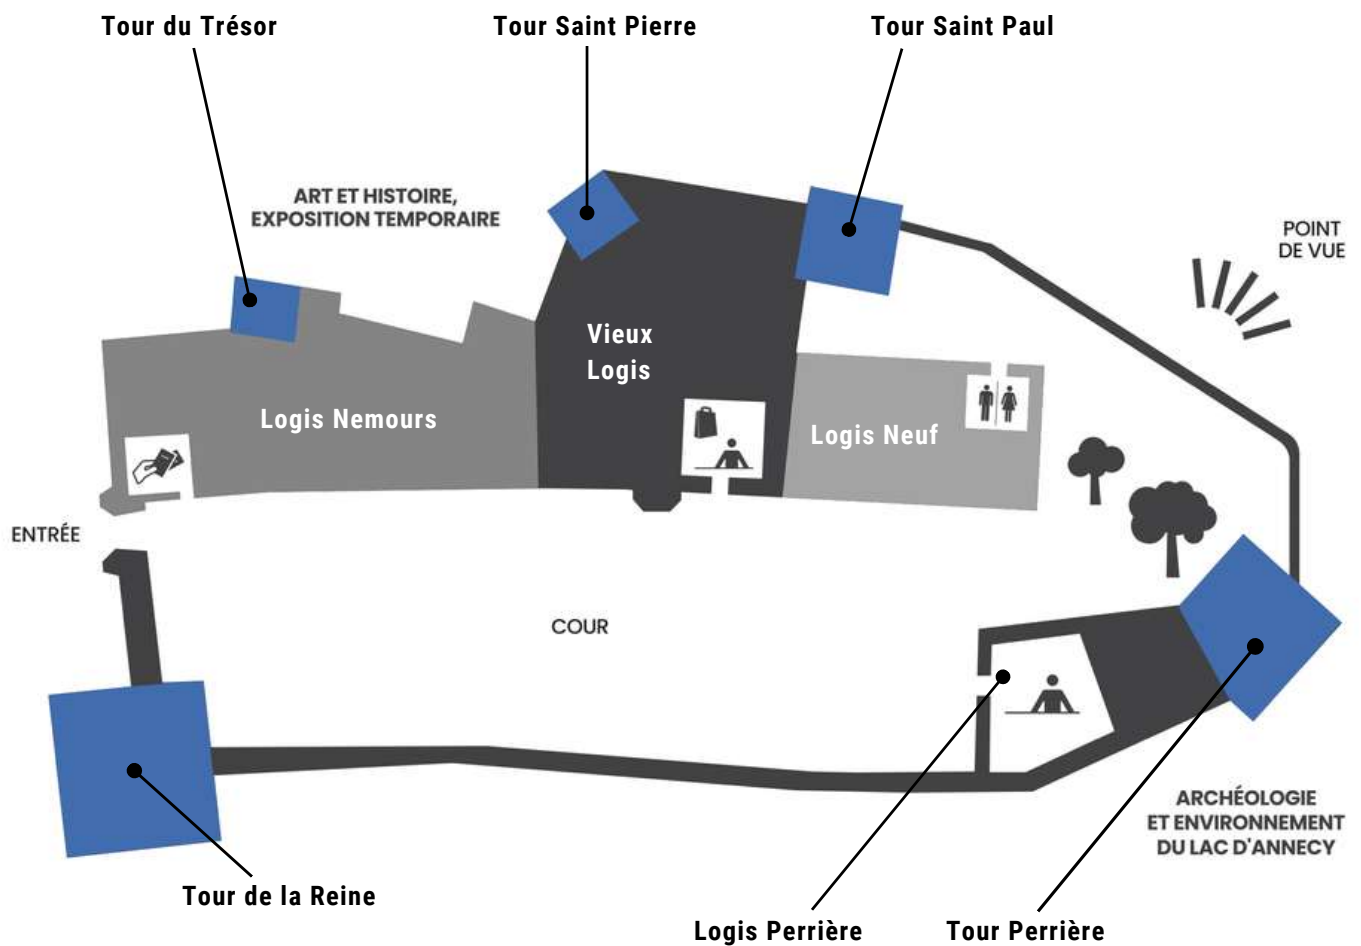 Tour du Trésor
Tour Saint Pierre
Tour Saint Paul
ART ET HISTOIRE,
EXPOSITION TEMPORAIRE
POINT
DE VUE
Vieux
Logis
Logis Nemours
Logis Neuf
ENTRÉE
COUR
ARCHÉOLOGIE
ET ENVIRONNEMENT
DU LAC D'ANNECY
Tour de la Reine
Logis Perrière
Tour Perrière